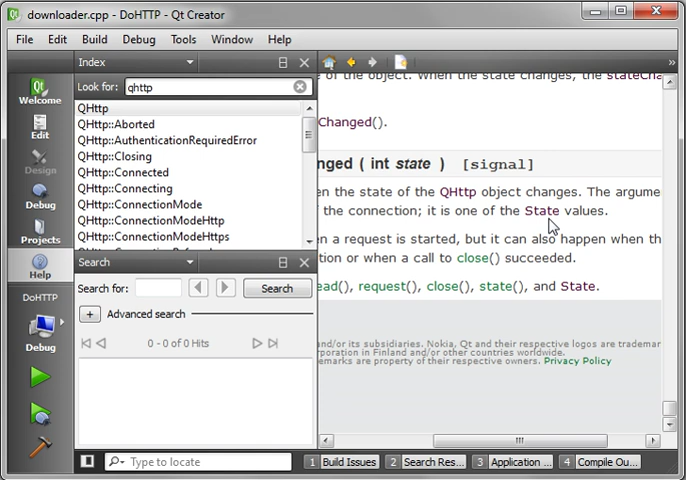 downloader.cpp - DoHTTP - Qt Creator
File Edit Build Debug Tools Window Help
Index
Look for: qhttp
QHttp
QHttp::Aborted
QHttp::AuthenticationRequiredError
QHttp::Closing
QHttp::Connected
QHttp::Connecting
QHttp::ConnectionMode
QHttp::ConnectionModeHttp
QHttp::ConnectionModeHttps
Search
Search for: Search
Advanced search
0 - 0 of 0 Hits
Welcome
Edit
Design
Debug
Projects
Help
DoHTTP
Debug
e of the object. When the state changes, the stateCha
Changed().
nged ( int state ) [signal]
en the state of the QHttp object changes. The argume
f the connection; it is one of the State values.
en a request is started, but it can also happen when th
tion or when a call to close() succeeded.
ead(), request(), close(), state(), and State.
and/or its subsidiaries. Nokia, Qt and their respective logos are trademar
rporation in Finland and/or other countries worldwide.
emarks are property of their respective owners. Privacy Policy
Type to locate
1 Build Issues 2 Search Res... 3 Application ... 4 Compile Ou...